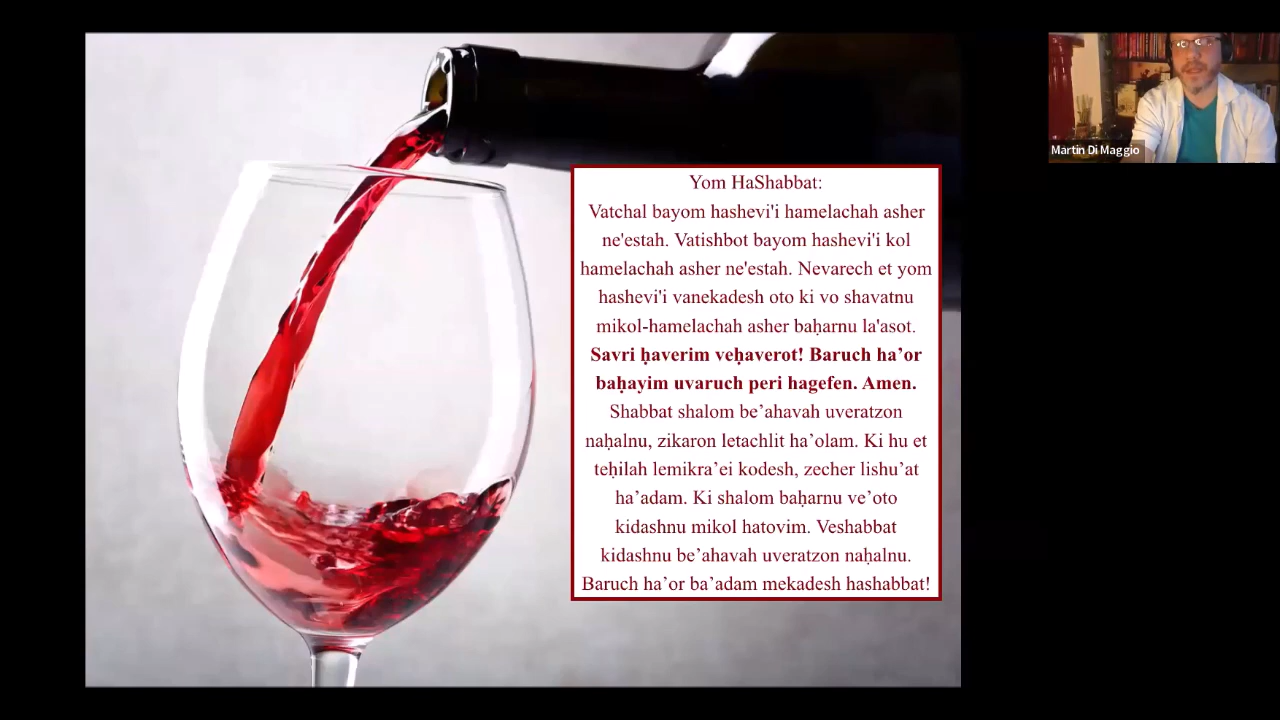 Yom HaShabbat:
Vatchal bayom hashevi'i hamelachah asher
ne'estah. Vatishbot bayom hashevi'i kol
hamelachah asher ne'estah. Nevarech et yom
hashevi'i vanekadesh oto ki vo shavatnu
mikol-hamelachah asher baḥarnu la'asot.
Savri ḥaverim veḥaverot! Baruch ha’or
baḥayim uvaruch peri hagefen. Amen.
Shabbat shalom be’ahavah uveratzon
naḥalnu, zikaron letachlit ha’olam. Ki hu et
teḥilah lemikra’ei kodesh, zecher lishu’at
ha’adam. Ki shalom baḥarnu ve’oto
kidashnu mikol hatovim. Veshabbat
kidashnu be’ahavah uveratzon naḥalnu.
Baruch ha’or ba’adam mekadesh hashabbat!
Martin Di Maggio